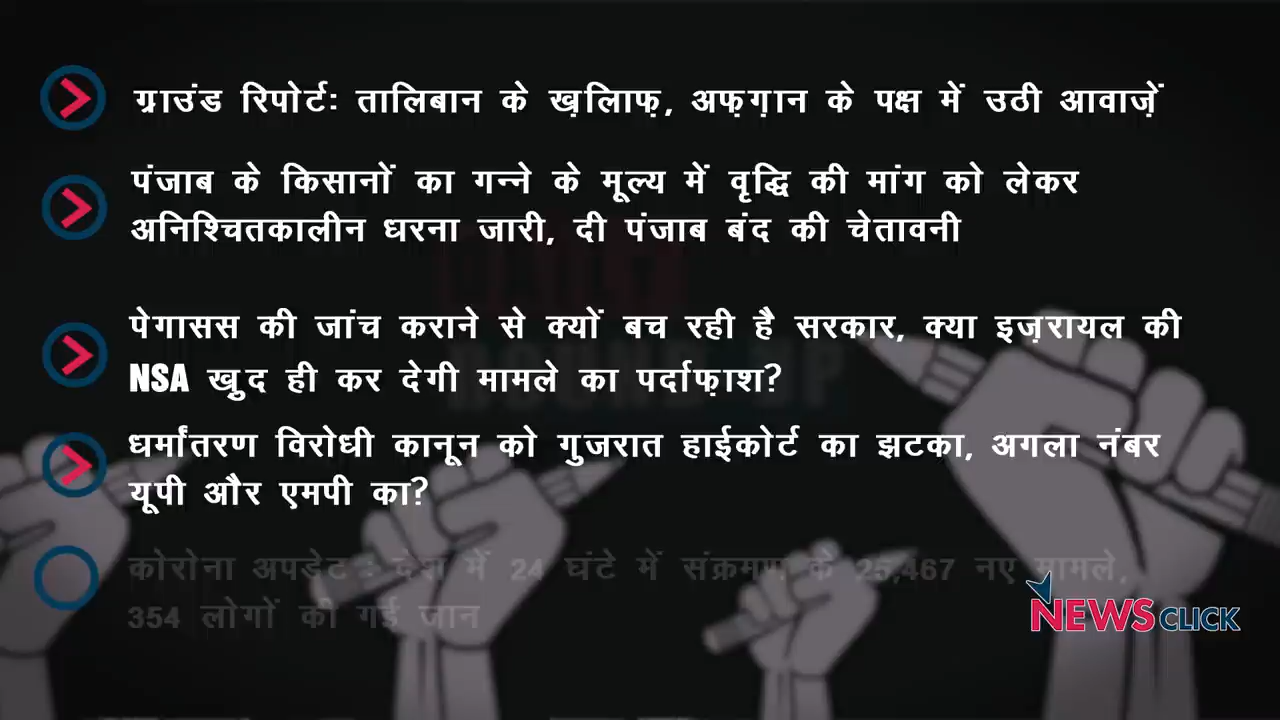 ग्राउंड रिपोर्टः तालिबान के ख़िलाफ़, अफ़ग़ान के पक्ष में उठी आवाज़ें
पंजाब के किसानों का गन्ने के मूल्य में वृद्धि की मांग को लेकर
अनिश्चितकालीन धरना जारी, दी पंजाब बंद की चेतावनी
पेगासस की जांच कराने से क्यों बच रही है सरकार, क्या इज़रायल की
NSA खुद ही कर देगी मामले का पर्दाफ़ाश?
धर्मांतरण विरोधी कानून को गुजरात हाईकोर्ट का झटका, अगला नंबर
यूपी और एमपी का?
कोरोना अपडेट : देश में 24 घंटे में संक्रमण के 25,467 नए मामले,
354 लोगों की गई जान
NEWSCLICK